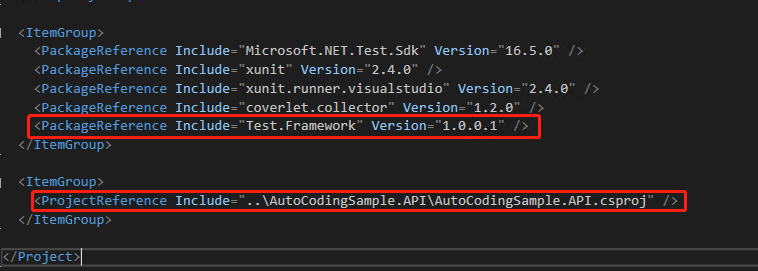 <ItemGroup>
<PackageReference Include="Microsoft.NET.Test.Sdk" Version="16.5.0" />
<PackageReference Include="xunit" Version="2.4.0" />
<PackageReference Include="xunit.runner.visualstudio" Version="2.4.0" />
<PackageReference Include="coverlet.collector" Version="1.2.0" />
<PackageReference Include="Test.Framework" Version="1.0.0.1" />
</ItemGroup>
<ItemGroup>
<ProjectReference Include="..\AutoCodingSample.API\AutoCodingSample.API.csproj" />
</ItemGroup>
</Project>